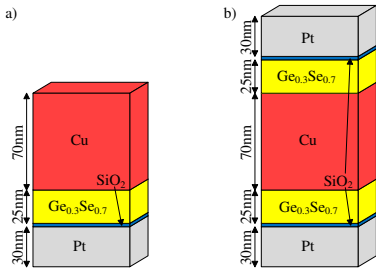 a)
70nm
Cu
SiO2
25nm
Ge0.3Se0.7
30nm
Pt
b)
30nm
Pt
25nm
Ge0.3Se0.7
70nm
Cu
SiO2
25nm
Ge0.3Se0.7
30nm
Pt